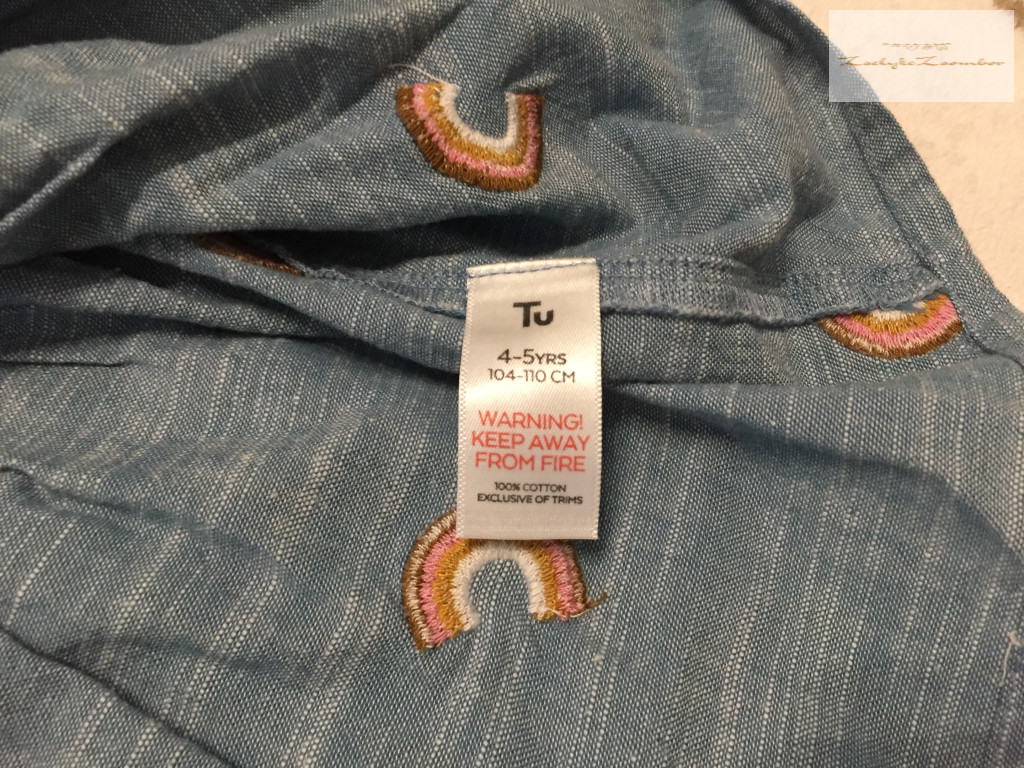 Tu
4-5YRS
104-110 CM
WARNING!
KEEP AWAY
FROM FIRE
100% COTTON
EXCLUSIVE OF TRIMS